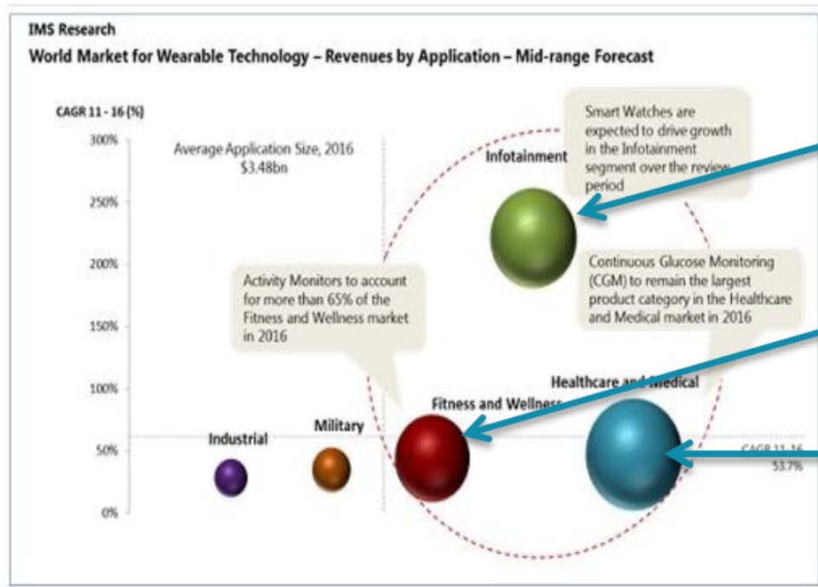 IMS Research
World Market for Wearable Technology – Revenues by Application – Mid-range Forecast
CAGR 11 - 16 (%)
300%
250%
200%
150%
100%
50%
0%
Average Application Size, 2016
$3.48bn
Infotainment
Smart Watches are
expected to drive growth
in the Infotainment
segment over the review
period
Activity Monitors to account
for more than 65% of the
Fitness and Wellness market
in 2016
Continuous Glucose Monitoring
(CGM) to remain the largest
product category in the Healthcare
and Medical market in 2016
Healthcare and Medical
Fitness and Wellness
Military
Industrial
CAGR 11-16
53.7%